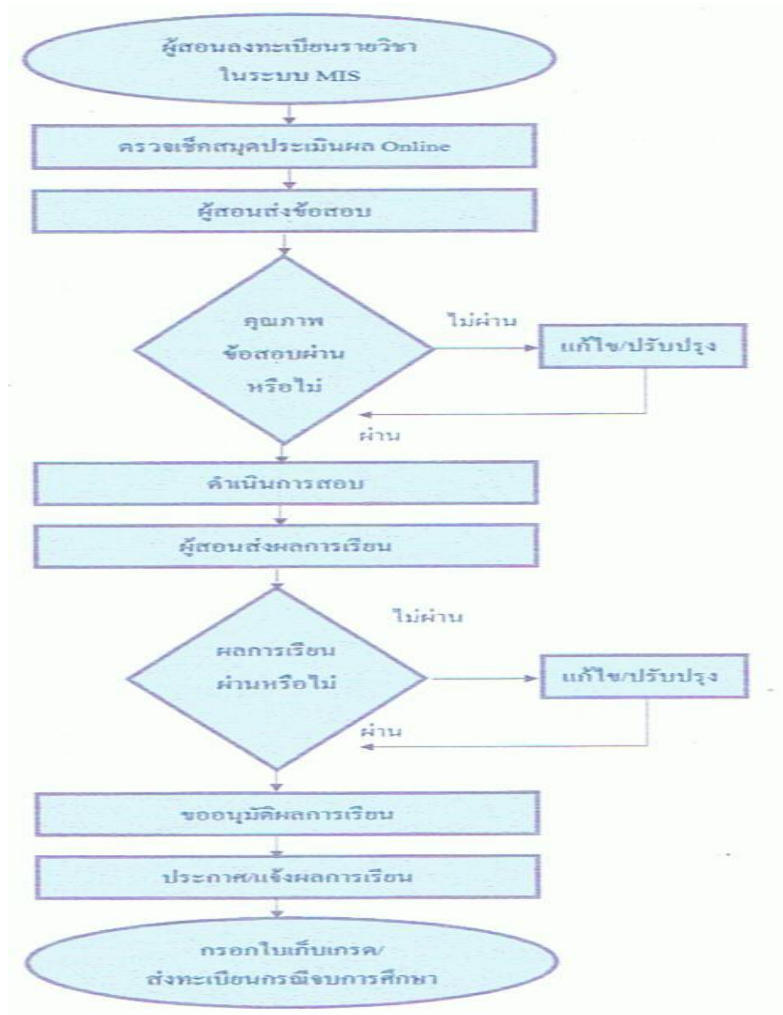 ผู้สอนลงทะเบียนรายวิชา
ในระบบ MIS
ตรวจเช็คสมุดประเมินผล Online
ผู้สอนส่งข้อสอบ
คุณภาพ
ข้อสอบผ่าน
หรือไม่
ไม่ผ่าน
แก้ไข/ปรับปรุง
ผ่าน
ดำเนินการสอบ
ผู้สอนส่งผลการเรียน
ไม่ผ่าน
ผลการเรียน
ผ่านหรือไม่
แก้ไข/ปรับปรุง
ผ่าน
ขออนุมัติผลการเรียน
ประกาศ/แจ้งผลการเรียน
กรอกใบเก็บเกรด/
ส่งทะเบียนกรณีจบการศึกษา